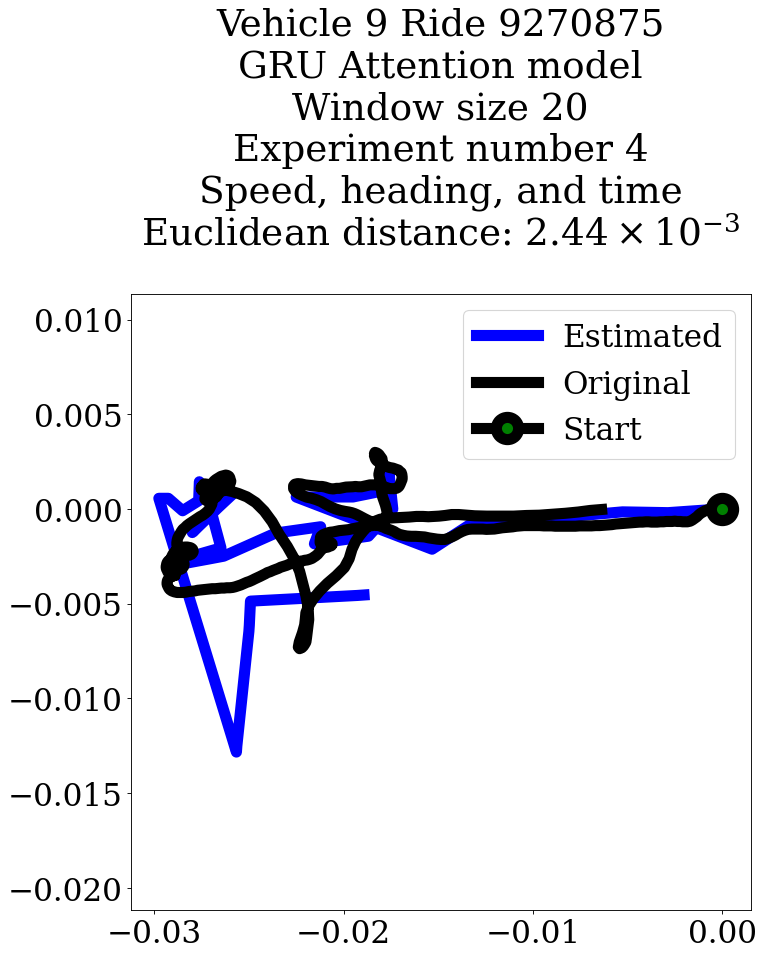 Vehicle 9 Ride 9270875
GRU Attention model
Window size 20
Experiment number 4
Speed, heading, and time
Euclidean distance: 2.44 × 10⁻³
Estimated
Original
Start
0.010
0.005
0.000
−0.005
−0.010
−0.015
−0.020
−0.03 −0.02 −0.01 0.00